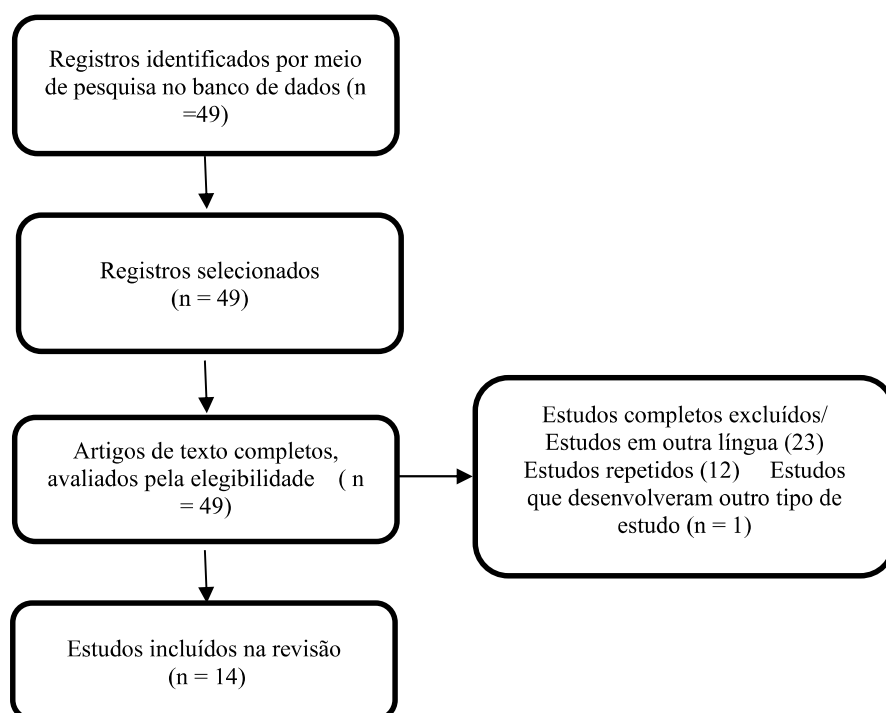 Registros identificados por meio
de pesquisa no banco de dados (n
=49)
Registros selecionados
(n = 49)
Artigos de texto completos,
avaliados pela elegibilidade ( n
= 49)
Estudos completos excluídos/
Estudos em outra língua (23)
Estudos repetidos (12) Estudos
que desenvolveram outro tipo de
estudo (n = 1)
Estudos incluídos na revisão
(n = 14)